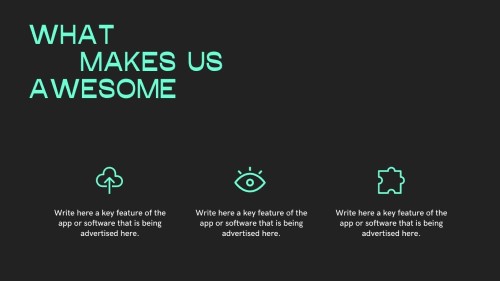 WHAT
MAKES US
AWESOME
Write here a key feature of the
app or software that is being
advertised here.
Write here a key feature of the
app or software that is being
advertised here.
Write here a key feature of the
app or software that is being
advertised here.